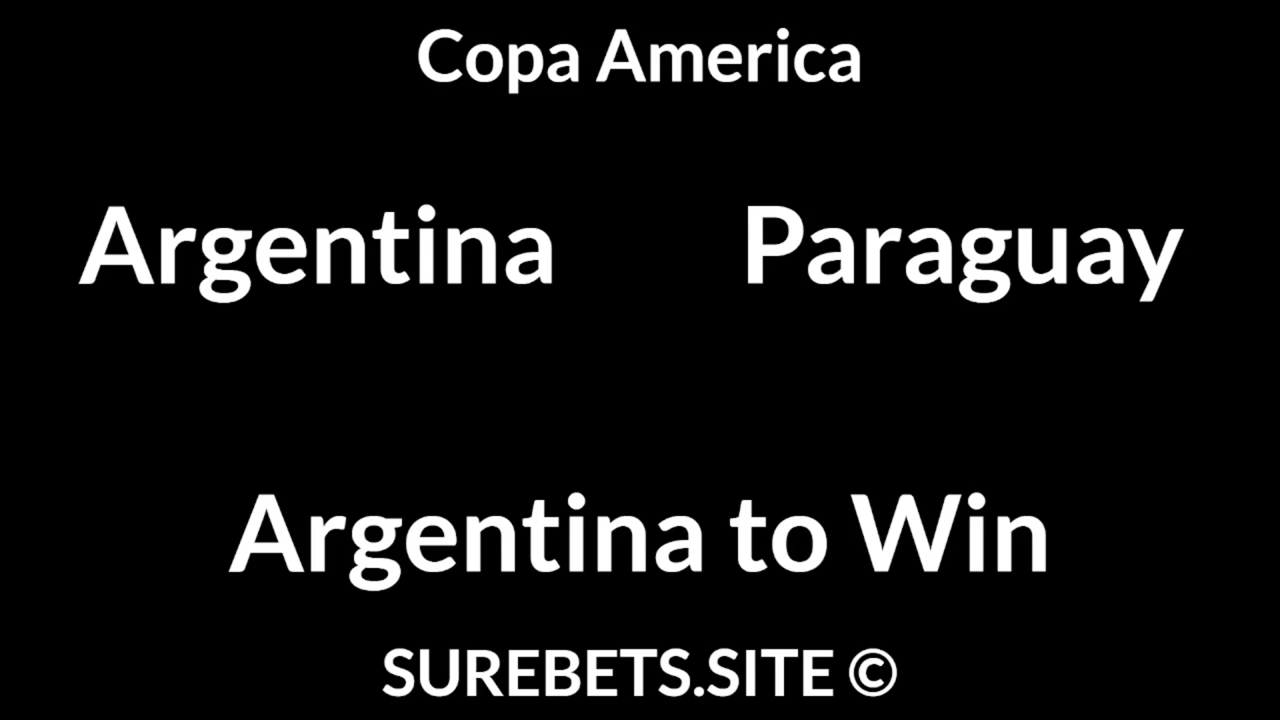 Copa America
Argentina Paraguay
Argentina to Win
SUREBETS.SITE ©